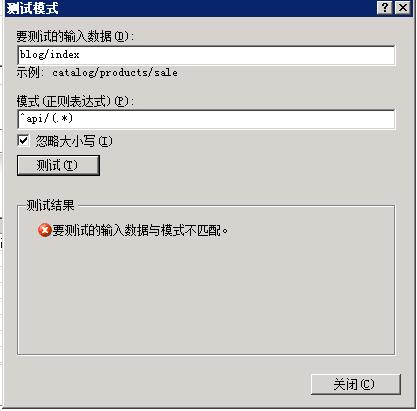 测试模式
要测试的输入数据(D):
blog/index
示例: catalog/products/sale
模式(正则表达式)(P):
^api/(.*)
忽略大小写(I)
测试(T)
测试结果
要测试的输入数据与模式不匹配。
关闭(C)